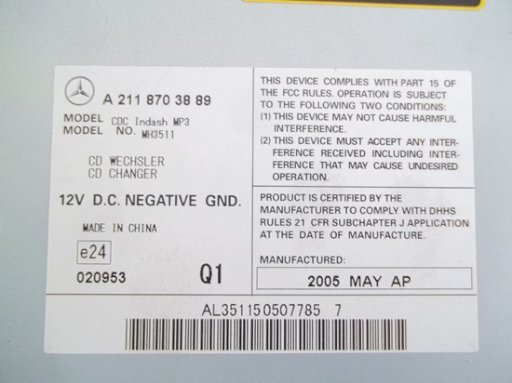 A 211 870 38 89
MODEL CDC Indash MP3
MODEL NO. MH3511
CD WECHSLER
CD CHANGER
12V D.C. NEGATIVE GND.
MADE IN CHINA
e24
020953 Q1
THIS DEVICE COMPLIES WITH PART 15 OF
THE FCC RULES. OPERATION IS SUBJECT
TO THE FOLLOWING TWO CONDITIONS:
(1) THIS DEVICE MAY NOT CAUSE HARMFUL
INTERFERENCE.
(2) THIS DEVICE MUST ACCEPT ANY INTER-
FERENCE RECEIVED INCLUDING INTER-
FERENCE THAT MAY CAUSE UNDESIRED
OPERATION.
PRODUCT IS CERTIFIED BY THE
MANUFACTURER TO COMPLY WITH DHHS
RULES 21 CFR SUBCHAPTER J APPLICATION
AT THE DATE OF MANUFACTURE.
MANUFACTURED:
2005 MAY AP
AL351150507785 7